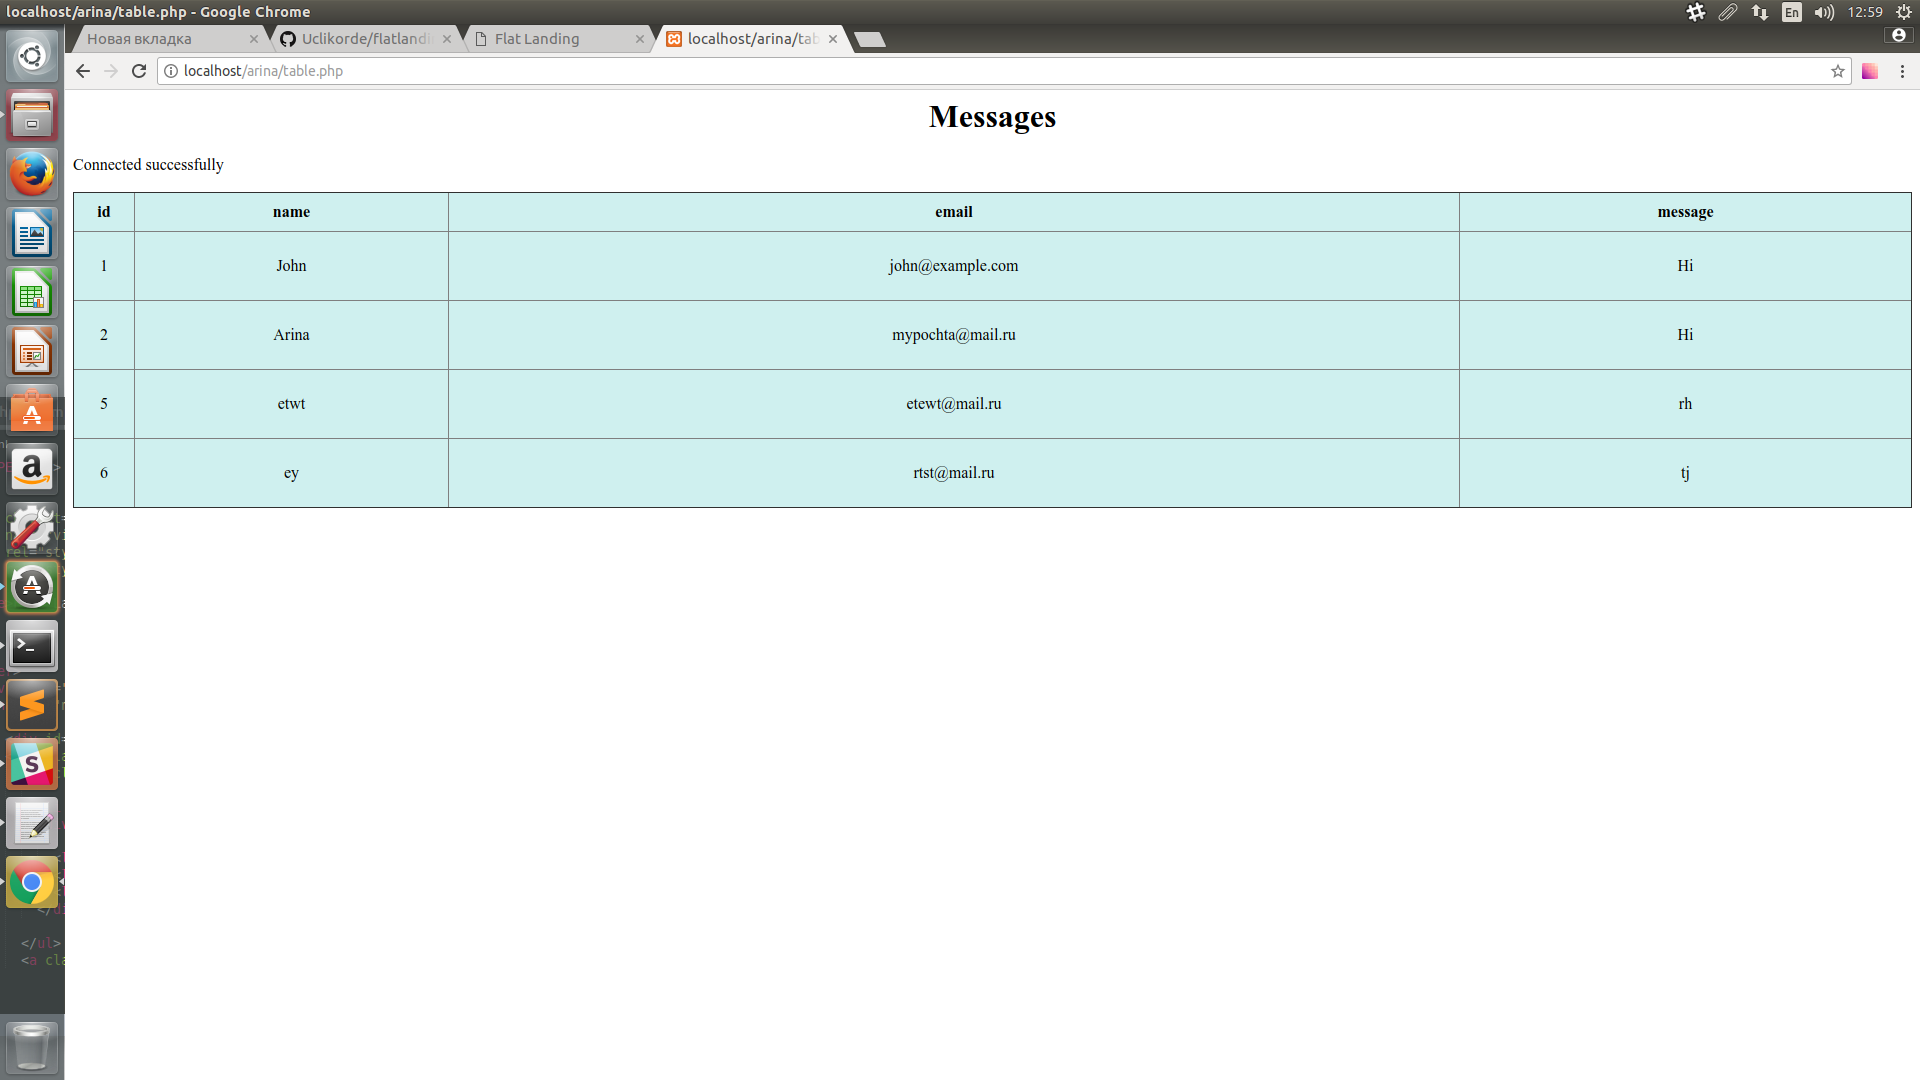 localhost/arina/table.php - Google Chrome
En
12:59
Новая вкладка
Uclikorde/flatland
Flat Landing
localhost/arina/tab
localhost/arina/table.php
Messages
Connected successfully
id name email message
1 John john@example.com Hi
2 Arina mypochta@mail.ru Hi
5 etwt etewt@mail.ru rh
6 ey rtst@mail.ru tj
</ul>
<a cla